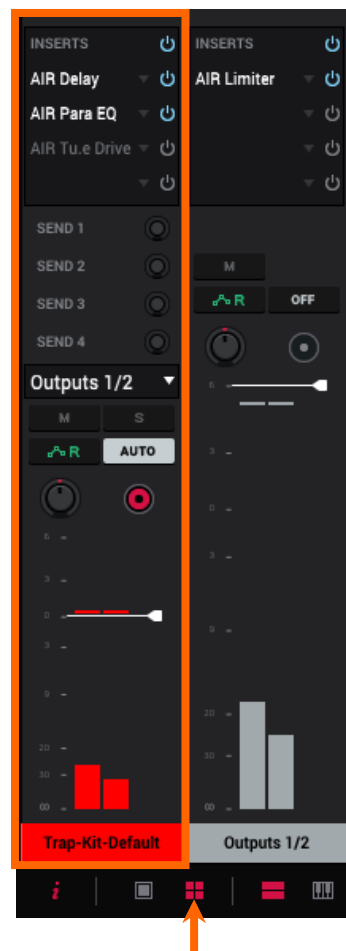 INSERTS
AIR Delay
AIR Para EQ
AIR Tu.e Drive
SEND 1
SEND 2
SEND 3
SEND 4
Outputs 1/2
M S
R AUTO
6
3
0
3
9
20
30
∞
Trap-Kit-Default
INSERTS
AIR Limiter
M
R OFF
6
3
0
3
9
20
30
∞
Outputs 1/2
i